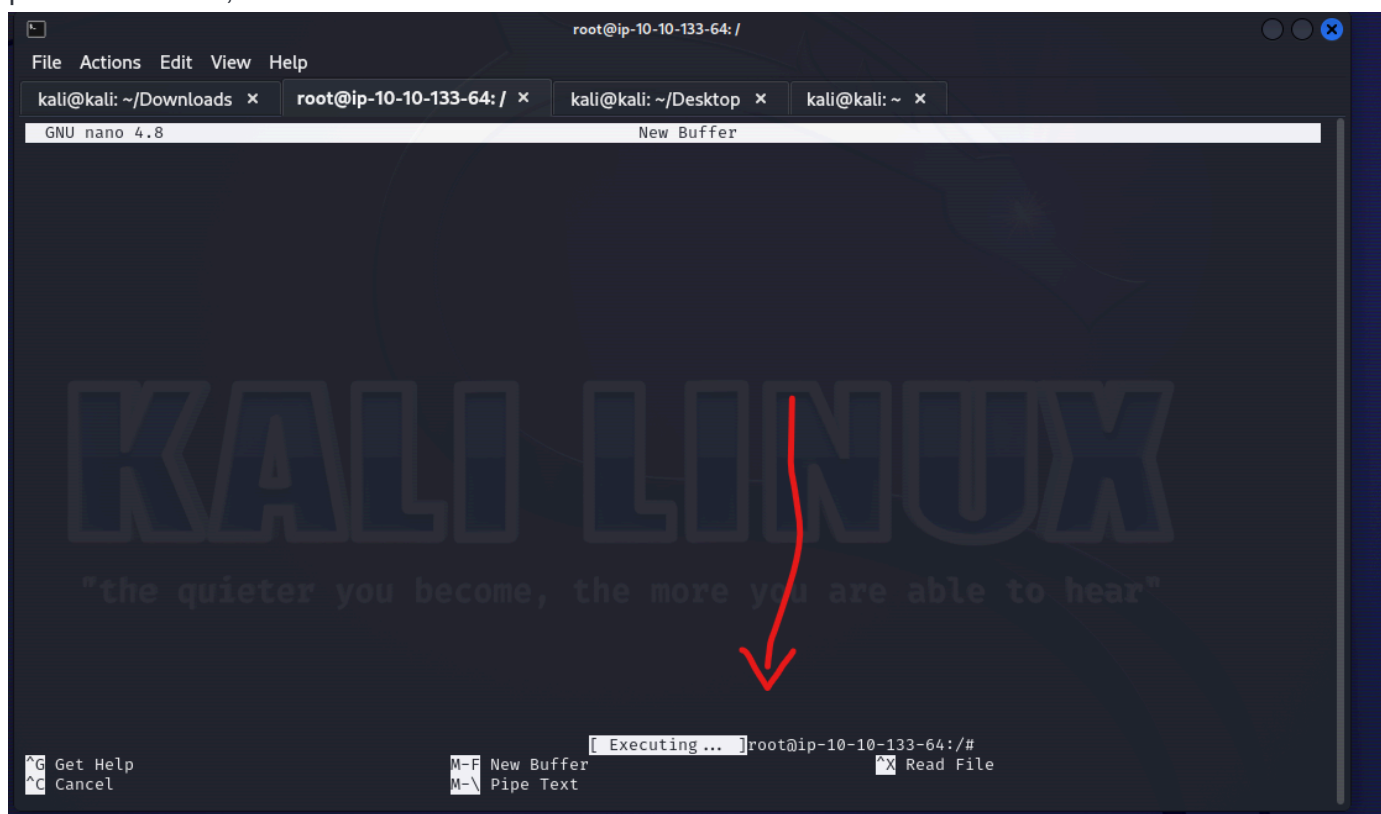 root@ip-10-10-133-64: /
File Actions Edit View Help
kali@kali: ~/Downloads × root@ip-10-10-133-64: / × kali@kali: ~/Desktop × kali@kali: ~ ×
GNU nano 4.8 New Buffer
KALI LINUX
"the quieter you become, the more you are able to hear"
[ Executing... ]root@ip-10-10-133-64:/#
^G Get Help M-F New Buffer ^X Read File
^C Cancel M-\ Pipe Text